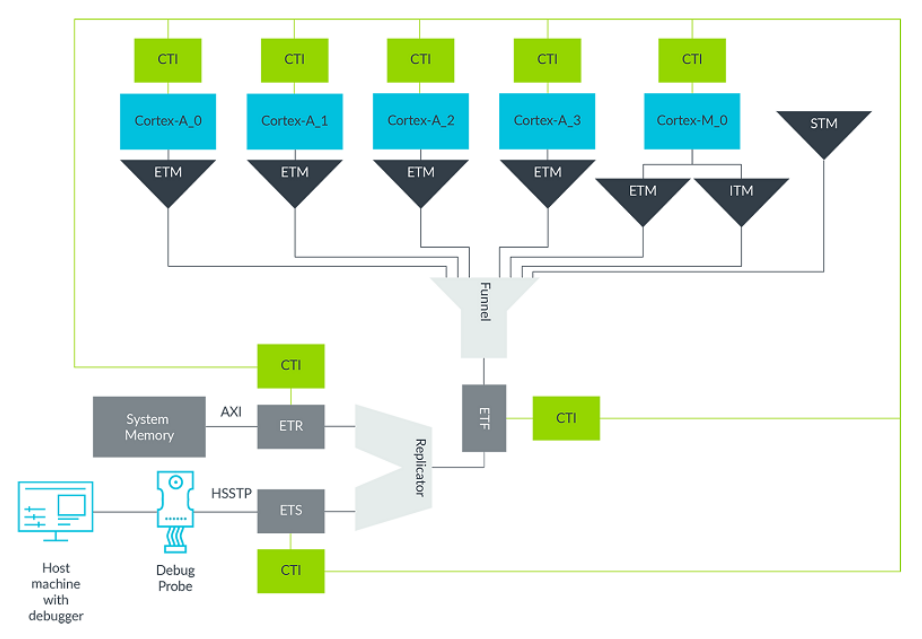 CTI
CTI
CTI
CTI
CTI
Cortex-A_0
Cortex-A_1
Cortex-A_2
Cortex-A_3
Cortex-M_0
STM
ETM
ETM
ETM
ETM
ETM
ITM
Funnel
CTI
System
Memory
AXI
ETR
ETF
CTI
Replicator
HSSTP
ETS
CTI
Host
machine
with
debugger
Debug
Probe